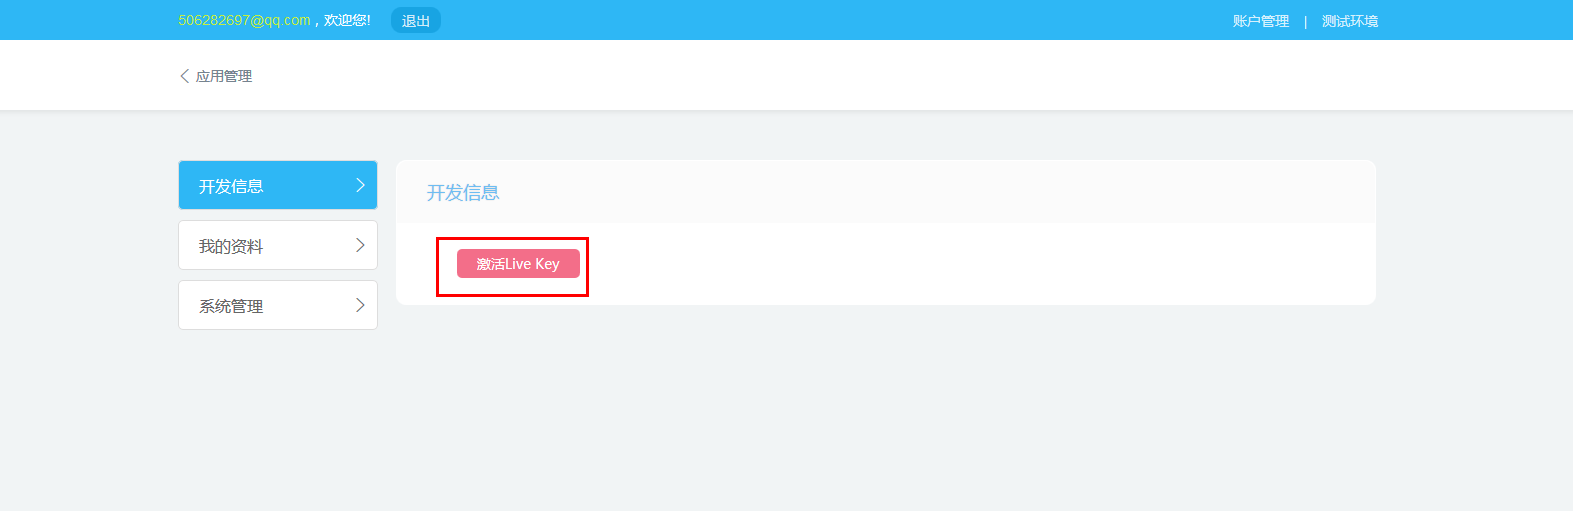 506282697@qq.com，欢迎您! 退出 账户管理 | 测试环境
应用管理
开发信息
我的资料
系统管理
开发信息
激活Live Key